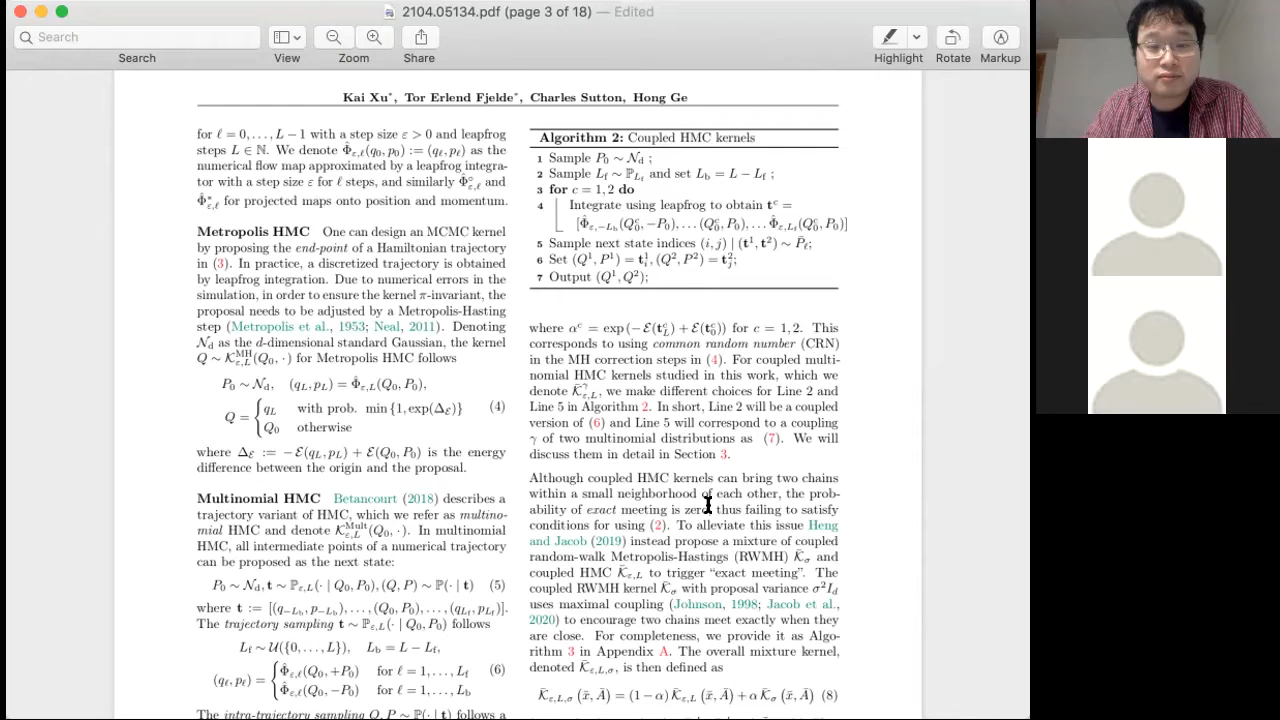 2104.05134.pdf (page 3 of 18) — Edited
Search
Search
View
Zoom
Share
Highlight
Rotate
Markup
Kai Xu*, Tor Erlend Fjelde*, Charles Sutton, Hong Ge
for ℓ = 0, . . . , L − 1 with a step size ε > 0 and leapfrog
steps L ∈ ℕ. We denote Φ̂ε,ℓ(q0, p0) := (qℓ, pℓ) as the
numerical flow map approximated by a leapfrog integra-
tor with a step size ε for ℓ steps, and similarly Φ̂°ε,ℓ and
Φ̂*ε,ℓ for projected maps onto position and momentum.
Metropolis HMC One can design an MCMC kernel
by proposing the end-point of a Hamiltonian trajectory
in (3). In practice, a discretized trajectory is obtained
by leapfrog integration. Due to numerical errors in the
simulation, in order to ensure the kernel π-invariant, the
proposal needs to be adjusted by a Metropolis-Hasting
step (Metropolis et al., 1953; Neal, 2011). Denoting
𝒩d as the d-dimensional standard Gaussian, the kernel
Q ∼ 𝒦^MH_ε,L(Q0, ·) for Metropolis HMC follows
P0 ∼ 𝒩d, (qL, pL) = Φ̂ε,L(Q0, P0),
Q = { qL with prob. min{1, exp(Δℰ)} (4)
Q0 otherwise
where Δℰ := −ℰ(qL, pL) + ℰ(Q0, P0) is the energy
difference between the origin and the proposal.
Multinomial HMC Betancourt (2018) describes a
trajectory variant of HMC, which we refer as multino-
mial HMC and denote 𝒦^Mult_ε,L(Q0, ·). In multinomial
HMC, all intermediate points of a numerical trajectory
can be proposed as the next state:
P0 ∼ 𝒩d, t ∼ ℙε,L(· | Q0, P0), (Q, P) ∼ ℙ(· | t) (5)
where t := [(q−Lb, p−Lb), . . . , (Q0, P0), . . . , (qLf, pLf)].
The trajectory sampling t ∼ ℙε,L(· | Q0, P0) follows
Lf ∼ 𝒰({0, . . . , L}), Lb = L − Lf,
(qℓ, pℓ) = { Φ̂ε,ℓ(Q0, +P0) for ℓ = 1, . . . , Lf (6)
Φ̂ε,ℓ(Q0, −P0) for ℓ = 1, . . . , Lb
The intra-trajectory sampling Q, P ∼ ℙ(· | t) follows a
Algorithm 2: Coupled HMC kernels
1 Sample P0 ∼ 𝒩d ;
2 Sample Lf ∼ ℙLf and set Lb = L − Lf ;
3 for c = 1, 2 do
4 Integrate using leapfrog to obtain t^c =
[Φ̂ε,−Lb(Q^c_0, −P0), . . . (Q^c_0, P0), . . . Φ̂ε,Lf(Q^c_0, P0)]
5 Sample next state indices (i, j) | (t^1, t^2) ∼ P̄ℓ;
6 Set (Q^1, P^1) = t^1_i, (Q^2, P^2) = t^2_j;
7 Output (Q^1, Q^2);
where α^c = exp(−ℰ(t^c_L) + ℰ(t^c_0)) for c = 1, 2. This
corresponds to using common random number (CRN)
in the MH correction steps in (4). For coupled multi-
nomial HMC kernels studied in this work, which we
denote 𝒦̄^γ_ε,L, we make different choices for Line 2 and
Line 5 in Algorithm 2. In short, Line 2 will be a coupled
version of (6) and Line 5 will correspond to a coupling
γ of two multinomial distributions as (7). We will
discuss them in detail in Section 3.
Although coupled HMC kernels can bring two chains
within a small neighborhood of each other, the prob-
ability of exact meeting is zero thus failing to satisfy
conditions for using (2). To alleviate this issue Heng
and Jacob (2019) instead propose a mixture of coupled
random-walk Metropolis-Hastings (RWMH) 𝒦̄σ and
coupled HMC 𝒦̄ε,L to trigger “exact meeting”. The
coupled RWMH kernel 𝒦̄σ with proposal variance σ²Id
uses maximal coupling (Johnson, 1998; Jacob et al.,
2020) to encourage two chains meet exactly when they
are close. For completeness, we provide it as Algo-
rithm 3 in Appendix A. The overall mixture kernel,
denoted 𝒦̄ε,L,σ, is then defined as
𝒦̄ε,L,σ (x̄, Ā) = (1 − α) 𝒦̄ε,L (x̄, Ā) + α 𝒦̄σ (x̄, Ā) (8)